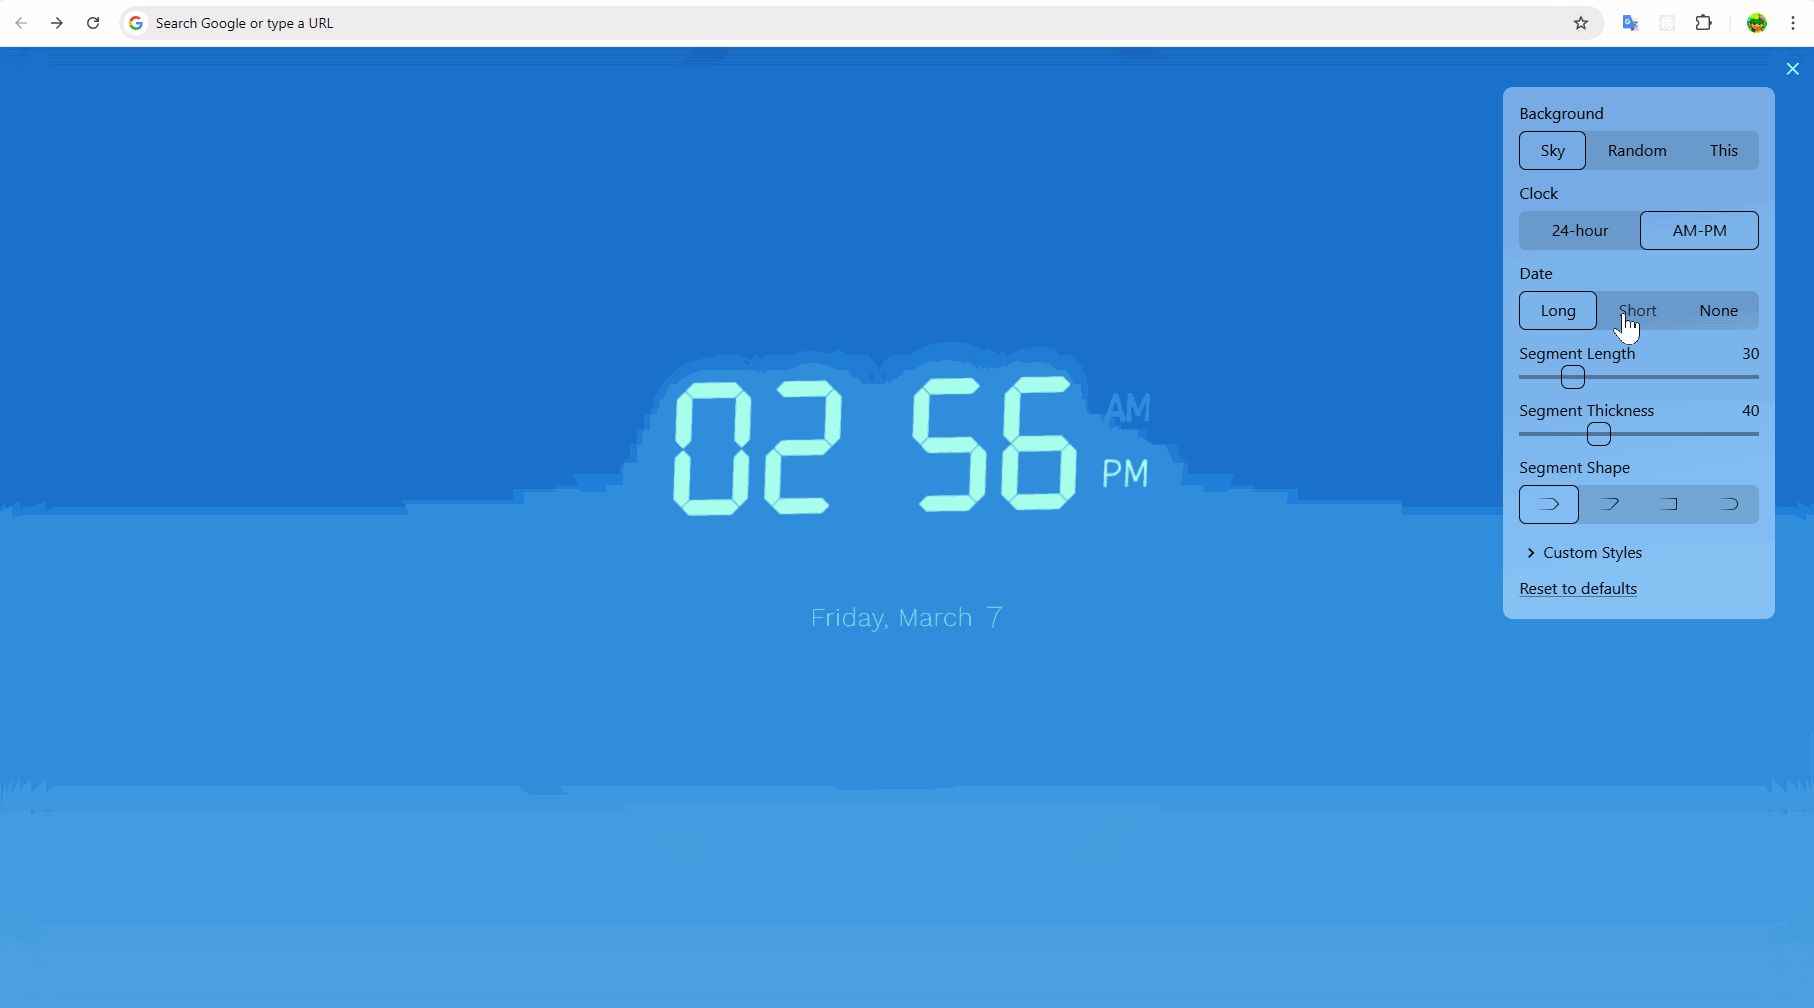 Search Google or type a URL
Background
Sky Random This
Clock
24-hour AM-PM
Date
Long Short None
Segment Length 30
Segment Thickness 40
Segment Shape
Custom Styles
Reset to defaults
02 56 AM
PM
Friday, March 7